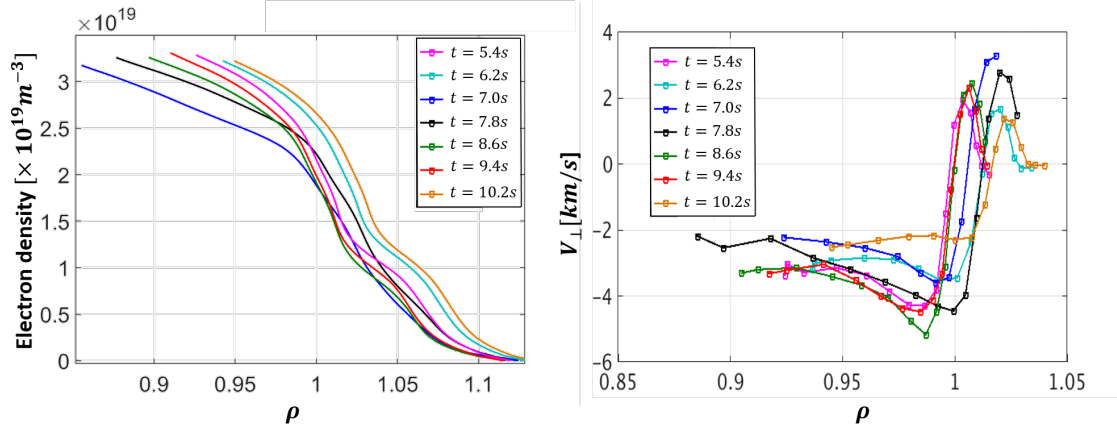 ×10^19
Electron density [× 10^19 m^−3]
3
2.5
2
1.5
1
0.5
0
0.9
0.95
1
1.05
1.1
ρ
t = 5.4s
t = 6.2s
t = 7.0s
t = 7.8s
t = 8.6s
t = 9.4s
t = 10.2s
V⊥[km/s]
4
2
0
−2
−4
−6
0.85
0.9
0.95
1
1.05
ρ
t = 5.4s
t = 6.2s
t = 7.0s
t = 7.8s
t = 8.6s
t = 9.4s
t = 10.2s